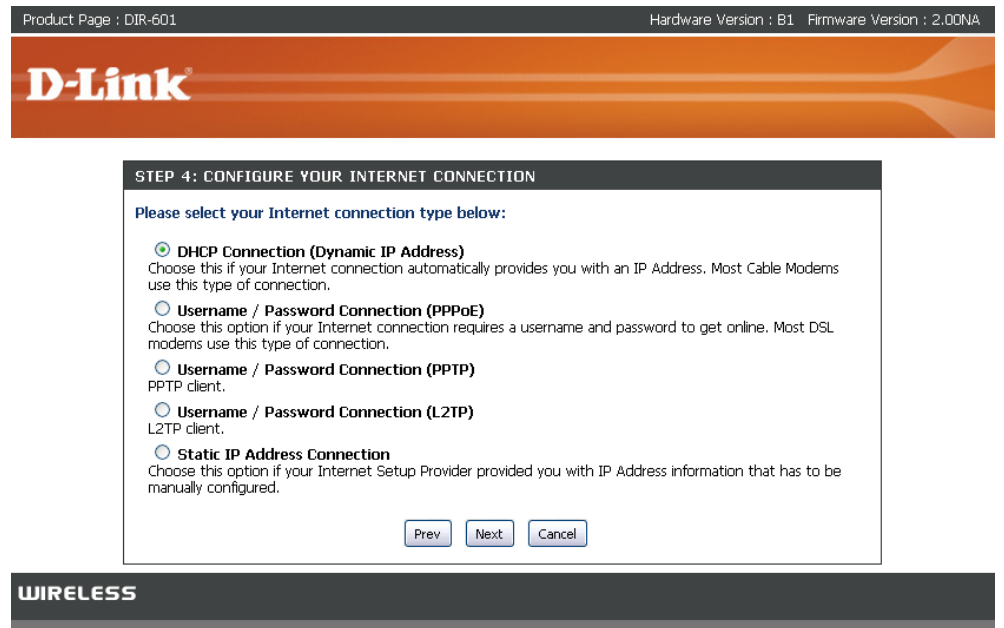 Product Page : DIR-601 Hardware Version : B1 Firmware Version : 2.00NA
D-Link®
STEP 4: CONFIGURE YOUR INTERNET CONNECTION
Please select your Internet connection type below:
DHCP Connection (Dynamic IP Address)
Choose this if your Internet connection automatically provides you with an IP Address. Most Cable Modems
use this type of connection.
Username / Password Connection (PPPoE)
Choose this option if your Internet connection requires a username and password to get online. Most DSL
modems use this type of connection.
Username / Password Connection (PPTP)
PPTP client.
Username / Password Connection (L2TP)
L2TP client.
Static IP Address Connection
Choose this option if your Internet Setup Provider provided you with IP Address information that has to be
manually configured.
Prev Next Cancel
WIRELESS